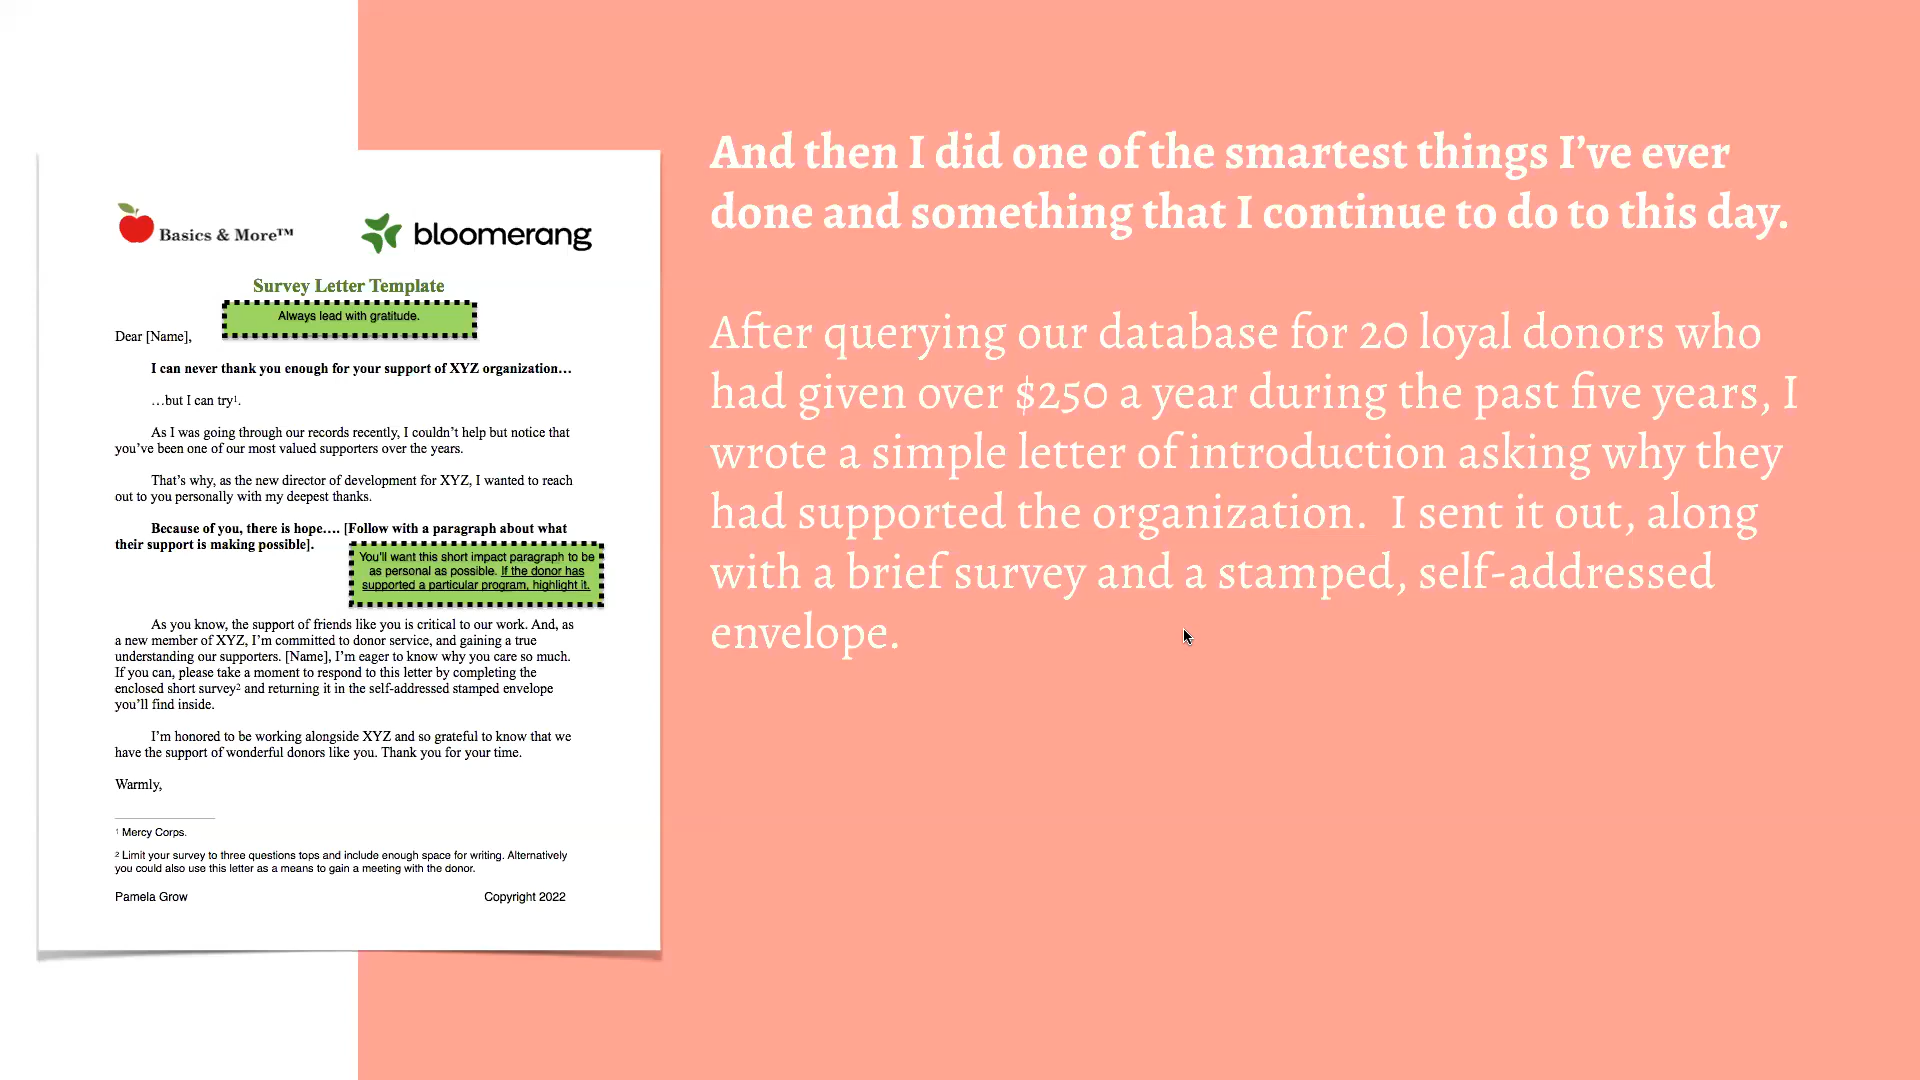 Basics & More™
bloomerang
Survey Letter Template
Always lead with gratitude.
Dear [Name],
I can never thank you enough for your support of XYZ organization…
…but I can try¹.
As I was going through our records recently, I couldn’t help but notice that
you’ve been one of our most valued supporters over the years.
That’s why, as the new director of development for XYZ, I wanted to reach
out to you personally with my deepest thanks.
Because of you, there is hope…. [Follow with a paragraph about what
their support is making possible].
You’ll want this short impact paragraph to be
as personal as possible. If the donor has
supported a particular program, highlight it.
As you know, the support of friends like you is critical to our work. And, as
a new member of XYZ, I’m committed to donor service, and gaining a true
understanding our supporters. [Name], I’m eager to know why you care so much.
If you can, please take a moment to respond to this letter by completing the
enclosed short survey² and returning it in the self-addressed stamped envelope
you’ll find inside.
I’m honored to be working alongside XYZ and so grateful to know that we
have the support of wonderful donors like you. Thank you for your time.
Warmly,
¹ Mercy Corps.
² Limit your survey to three questions tops and include enough space for writing. Alternatively
you could also use this letter as a means to gain a meeting with the donor.
Pamela Grow Copyright 2022
And then I did one of the smartest things I’ve ever
done and something that I continue to do to this day.
After querying our database for 20 loyal donors who
had given over $250 a year during the past five years, I
wrote a simple letter of introduction asking why they
had supported the organization.  I sent it out, along
with a brief survey and a stamped, self-addressed
envelope.